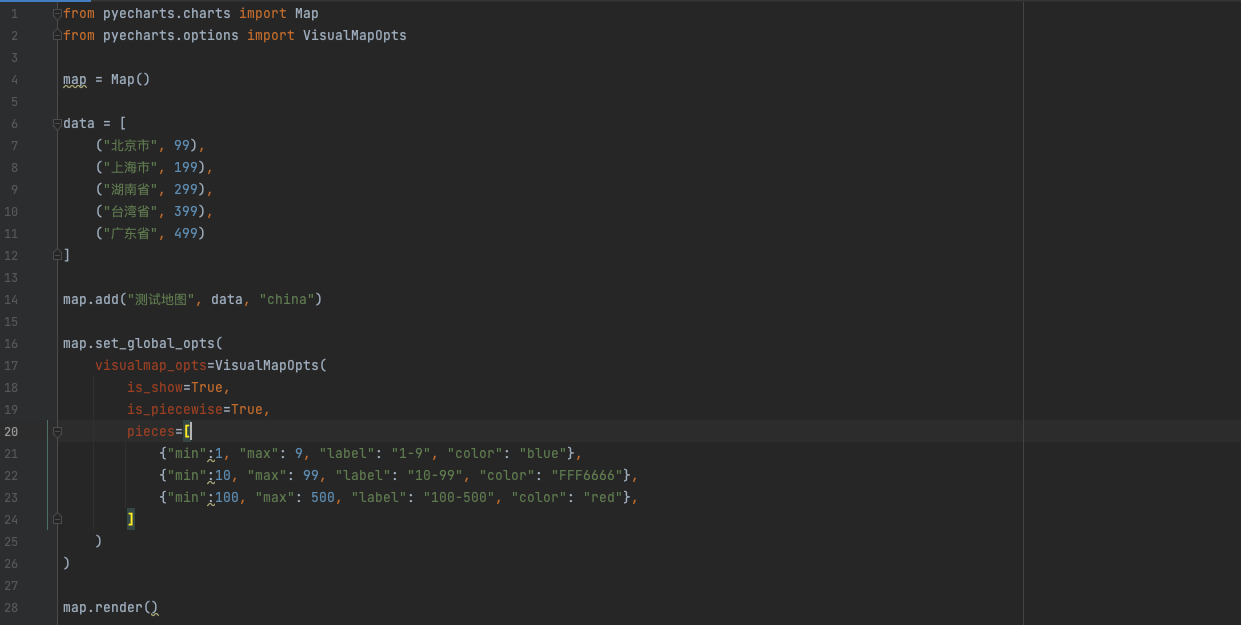 1 from pyecharts.charts import Map
2 from pyecharts.options import VisualMapOpts
3
4 map = Map()
5
6 data = [
7     ("北京市", 99),
8     ("上海市", 199),
9     ("湖南省", 299),
10     ("台湾省", 399),
11     ("广东省", 499)
12 ]
13
14 map.add("测试地图", data, "china")
15
16 map.set_global_opts(
17     visualmap_opts=VisualMapOpts(
18         is_show=True,
19         is_piecewise=True,
20         pieces=[
21             {"min":1, "max": 9, "label": "1-9", "color": "blue"},
22             {"min":10, "max": 99, "label": "10-99", "color": "FFF6666"},
23             {"min":100, "max": 500, "label": "100-500", "color": "red"},
24         ]
25     )
26 )
27
28 map.render()